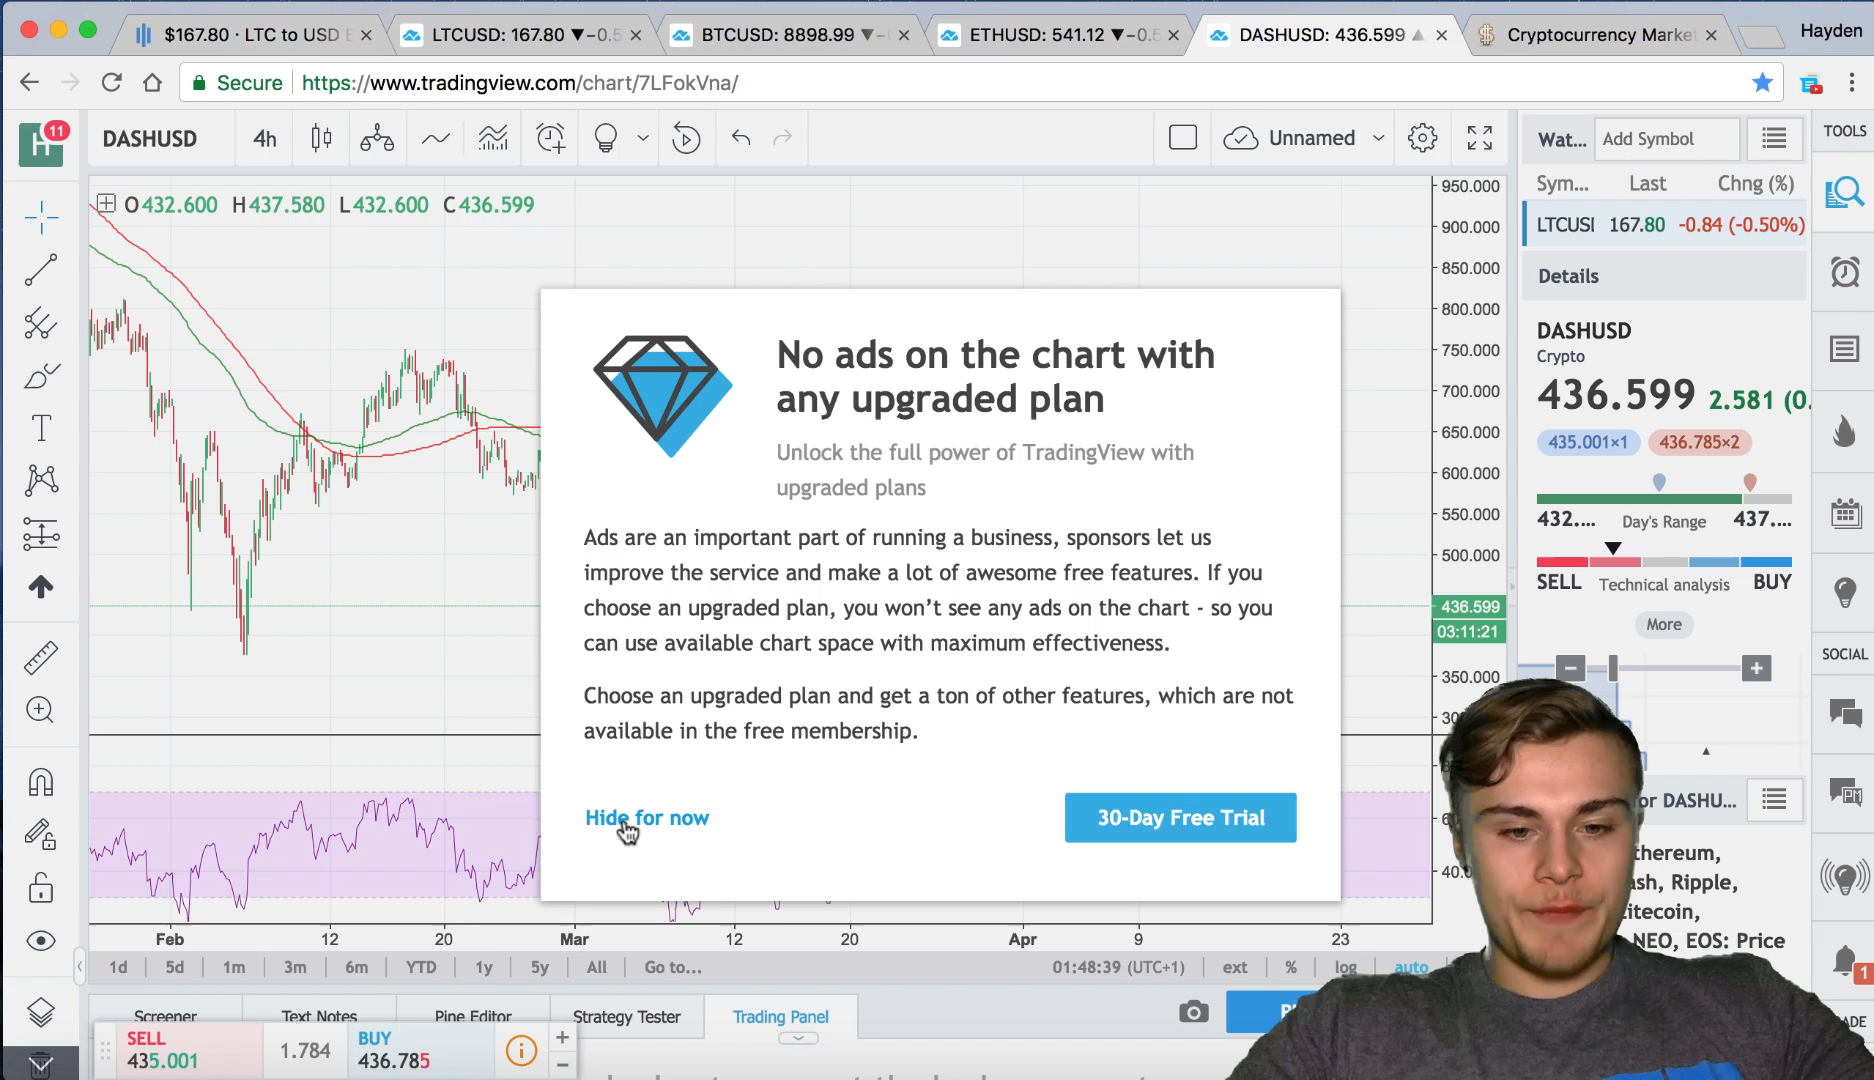 $167.80 · LTC to USD
LTCUSD: 167.80 ▼−0.5
BTCUSD: 8898.99 ▼−
ETHUSD: 541.12 ▼−0.
DASHUSD: 436.599 ▲
Cryptocurrency Market
Hayden
Secure
https://www.tradingview.com/chart/7LFokVna/
H
11
DASHUSD
4h
Unnamed
Wat...
Add Symbol
TOOLS
Sym...
Last
Chng (%)
LTCUSI
167.80
-0.84 (-0.50%)
O432.600 H437.580 L432.600 C436.599
950.000
900.000
850.000
800.000
750.000
700.000
650.000
600.000
550.000
500.000
436.599
03:11:21
350.000
40.0
Details
DASHUSD
Crypto
436.599 2.581 (0.
435.001×1
436.785×2
432....
Day's Range
437....
SELL
Technical analysis
BUY
More
SOCIAL
No ads on the chart with
any upgraded plan
Unlock the full power of TradingView with
upgraded plans
Ads are an important part of running a business, sponsors let us
improve the service and make a lot of awesome free features. If you
choose an upgraded plan, you won't see any ads on the chart - so you
can use available chart space with maximum effectiveness.
Choose an upgraded plan and get a ton of other features, which are not
available in the free membership.
Hide for now
30-Day Free Trial
or DASHU...
thereum,
ash, Ripple,
itecoin,
NEO, EOS: Price
PM
1
Feb
12
20
Mar
12
20
Apr
9
23
1d
5d
1m
3m
6m
YTD
1y
5y
All
Go to...
01:48:39 (UTC+1)
ext
%
log
auto
Screener
Text Notes
Pine Editor
Strategy Tester
Trading Panel
SELL
435.001
1.784
BUY
436.785